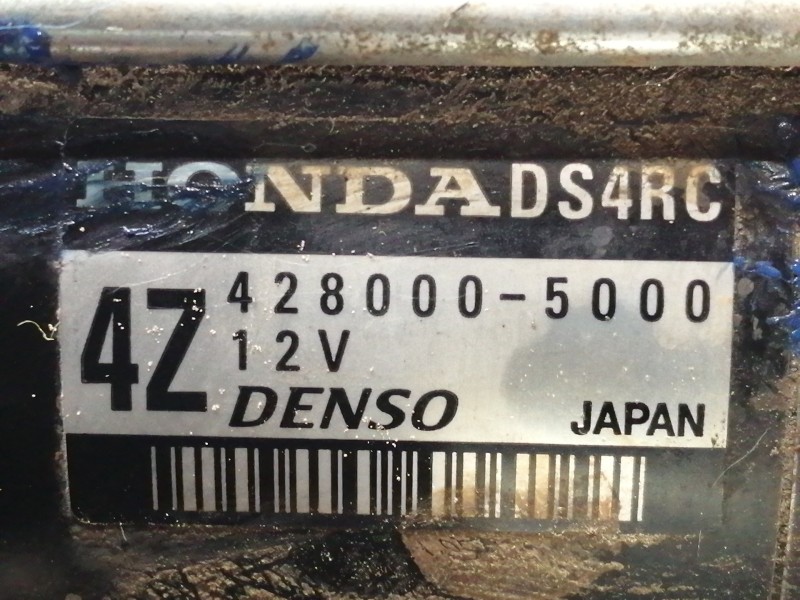 HONDA DS4RC
4Z 428000-5000
12V
DENSO JAPAN